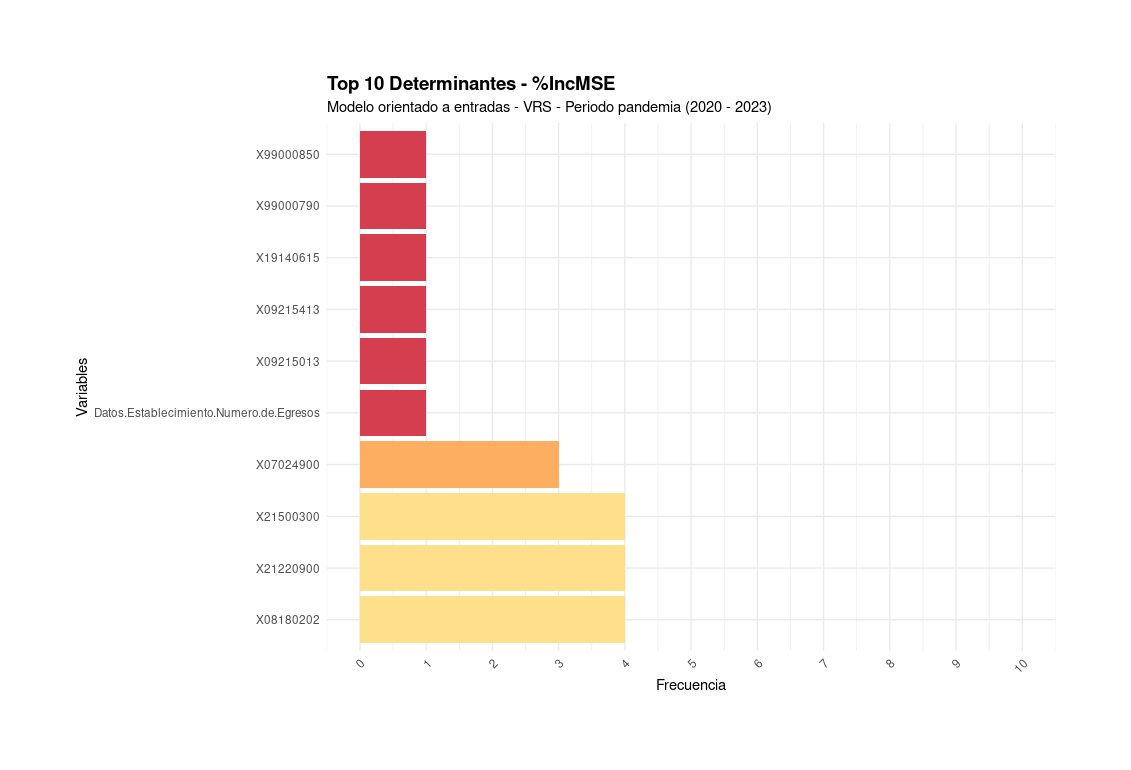 Top 10 Determinantes - %IncMSE
Modelo orientado a entradas - VRS - Periodo pandemia (2020 - 2023)
Variables
X99000850
X99000790
X19140615
X09215413
X09215013
Datos.Establecimiento.Numero.de.Egresos
X07024900
X21500300
X21220900
X08180202
0 1 2 3 4 5 6 7 8 9 10
Frecuencia